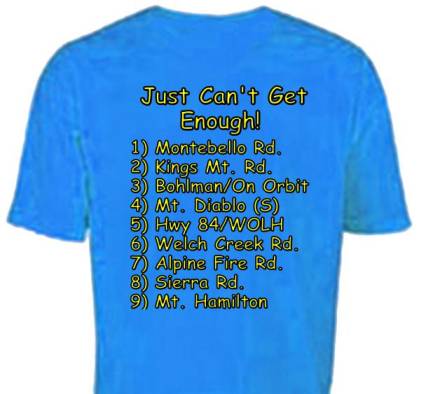 Just Can't Get
Enough!
1) Montebello Rd.
2) Kings Mt. Rd.
3) Bohlman/On Orbit
4) Mt. Diablo (S)
5) Hwy 84/WOLH
6) Welch Creek Rd.
7) Alpine Fire Rd.
8) Sierra Rd.
9) Mt. Hamilton